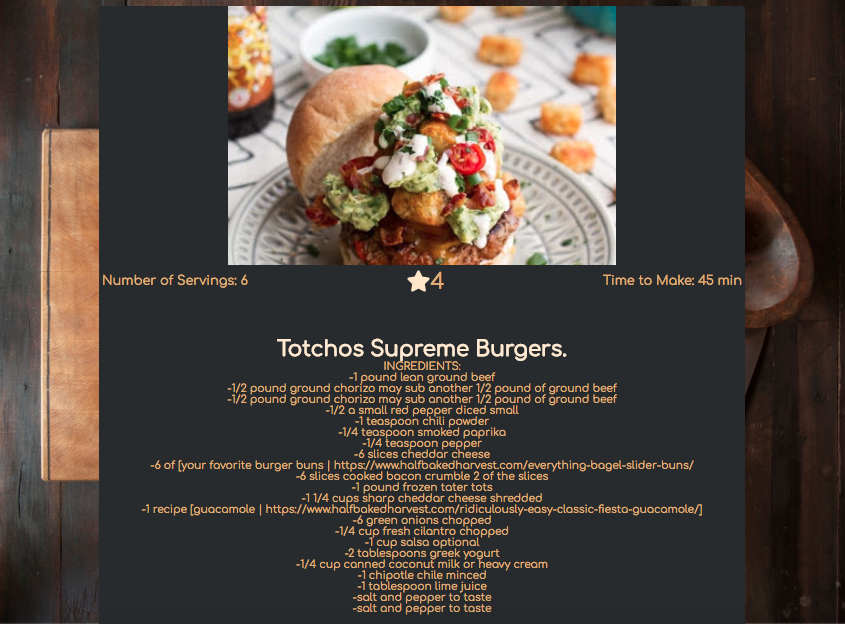 Number of Servings: 6
4
Time to Make: 45 min
Totchos Supreme Burgers.
INGREDIENTS:
-1 pound lean ground beef
-1/2 pound ground chorizo may sub another 1/2 pound of ground beef
-1/2 pound ground chorizo may sub another 1/2 pound of ground beef
-1/2 a small red pepper diced small
-1 teaspoon chili powder
-1/4 teaspoon smoked paprika
-1/4 teaspoon pepper
-6 slices cheddar cheese
-6 of [your favorite burger buns | https://www.halfbakedharvest.com/everything-bagel-slider-buns/
-6 slices cooked bacon crumble 2 of the slices
-1 pound frozen tater tots
-1 1/4 cups sharp cheddar cheese shredded
-1 recipe [guacamole | https://www.halfbakedharvest.com/ridiculously-easy-classic-fiesta-guacamole/]
-6 green onions chopped
-1/4 cup fresh cilantro chopped
-1 cup salsa optional
-2 tablespoons greek yogurt
-1/4 cup canned coconut milk or heavy cream
-1 chipotle chile minced
-1 tablespoon lime juice
-salt and pepper to taste
-salt and pepper to taste